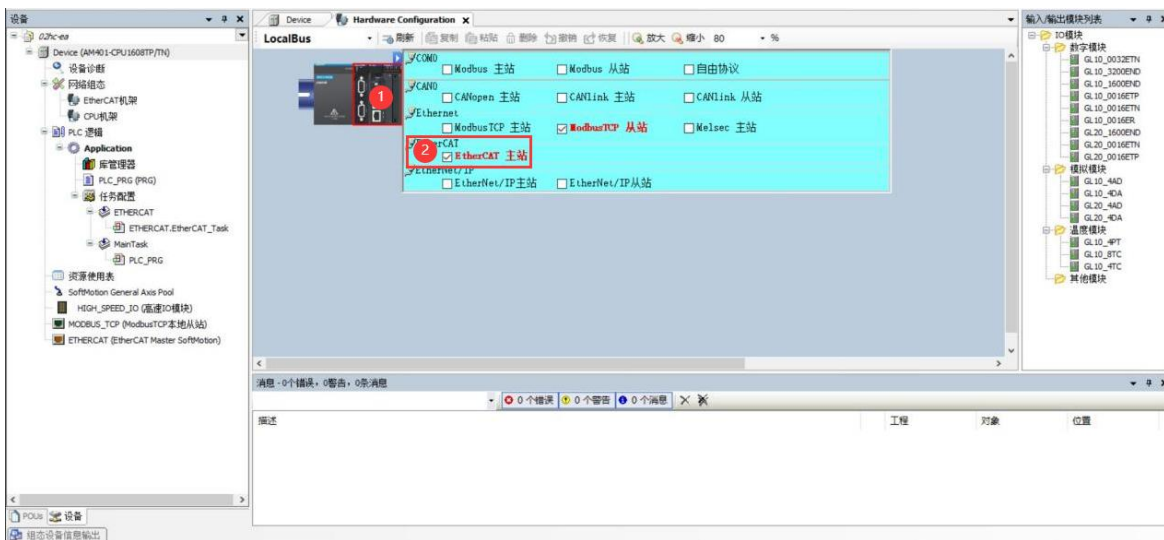 设备
02hc-ea
Device (AM401-CPU1608TP/TN)
设备诊断
网络组态
EtherCAT机架
CPU机架
PLC 逻辑
Application
库管理器
PLC_PRG (PRG)
任务配置
ETHERCAT
ETHERCAT.EtherCAT_Task
MainTask
PLC_PRG
资源使用表
SoftMotion General Axis Pool
HIGH_SPEED_IO (高速IO模块)
MODBUS_TCP (ModbusTCP本地从站)
ETHERCAT (EtherCAT Master SoftMotion)
POUs 设备
组态设备信息输出
Device Hardware Configuration
LocalBus 刷新 复制 粘贴 删除 撤销 恢复 放大 缩小 80 %
COM0
Modbus 主站 Modbus 从站 自由协议
CAN0
CANopen 主站 CANlink 主站 CANlink 从站
Ethernet
ModbusTCP 主站 ModbusTCP 从站 Melsec 主站
erCAT
EtherCAT 主站
EtherNet/IP
EtherNet/IP主站 EtherNet/IP从站
1
2
消息 - 0个错误, 0警告, 0条消息
0 个错误 0 个警告 0 个消息
描述 工程 对象 位置
输入/输出模块列表
IO模块
数字模块
GL10_0032ETN
GL10_3200END
GL10_1600END
GL10_0016ETP
GL10_0016ETN
GL10_0016ER
GL20_1600END
GL20_0016ETN
GL20_0016ETP
模拟模块
GL10_4AD
GL10_4DA
GL20_4AD
GL20_4DA
温度模块
GL10_4PT
GL10_8TC
GL10_4TC
其他模块